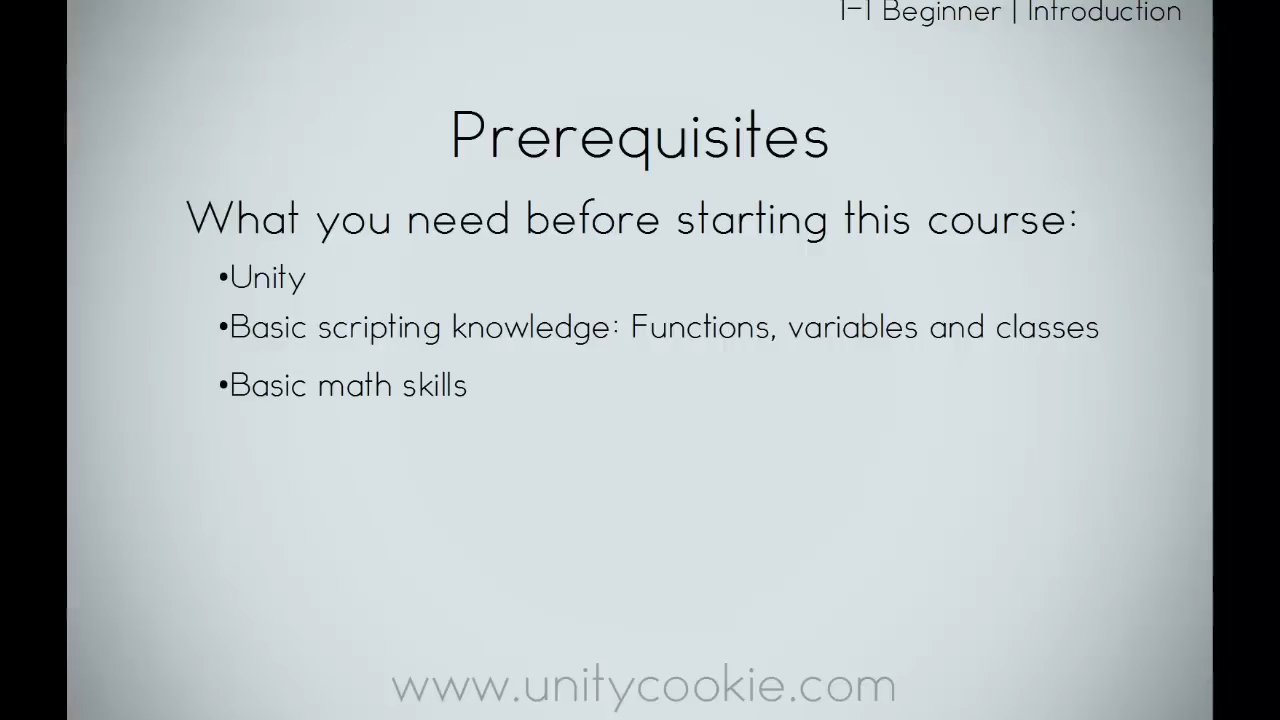 1-1 Beginner | Introduction
Prerequisites
What you need before starting this course:
•Unity
•Basic scripting knowledge: Functions, variables and classes
•Basic math skills
www.unitycookie.com